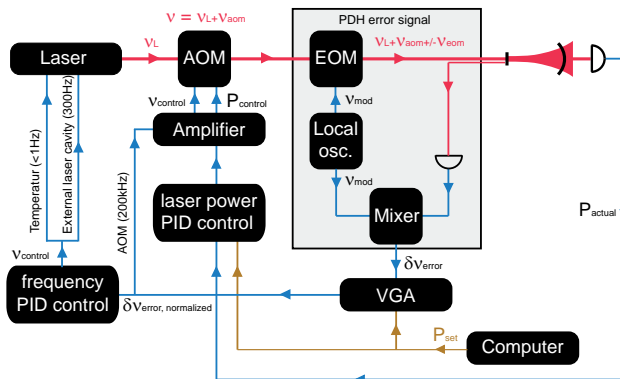 ν = νL+νaom
PDH error signal
νL
νL+νaom+/-νeom
Laser
AOM
EOM
νcontrol
Pcontrol
νmod
Amplifier
Local
osc.
Temperatur (<1Hz)
External laser cavity (300Hz)
AOM (200kHz)
νmod
laser power
PID control
Mixer
Pactual
νcontrol
δνerror
frequency
PID control
δνerror, normalized
VGA
Pset
Computer